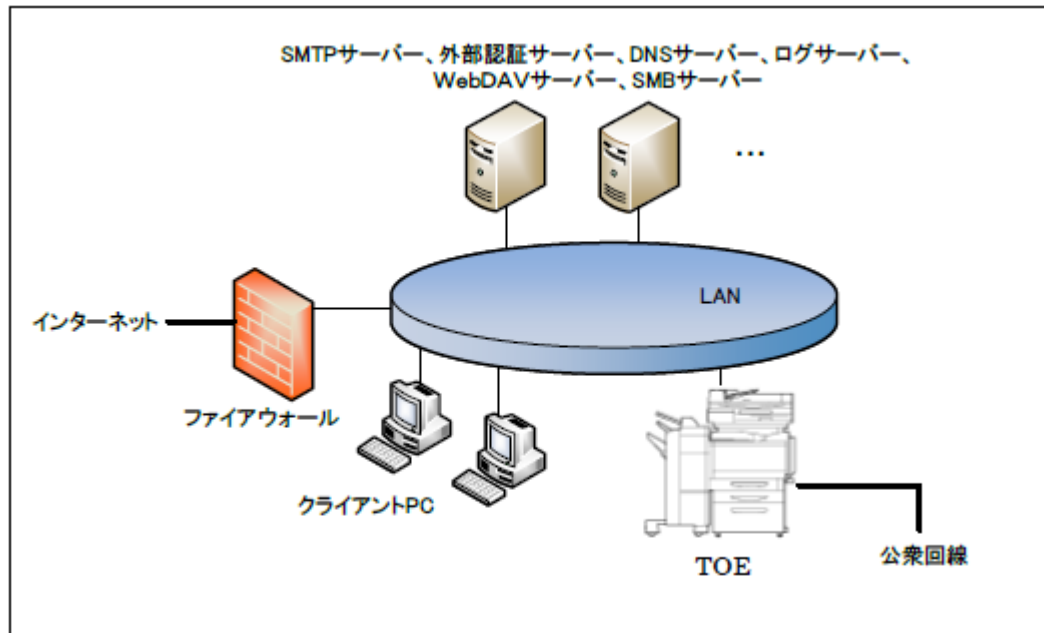 SMTPサーバー、外部認証サーバー、DNSサーバー、ログサーバー、
WebDAVサーバー、SMBサーバー
…
LAN
インターネット
ファイアウォール
クライアントPC
TOE
公衆回線